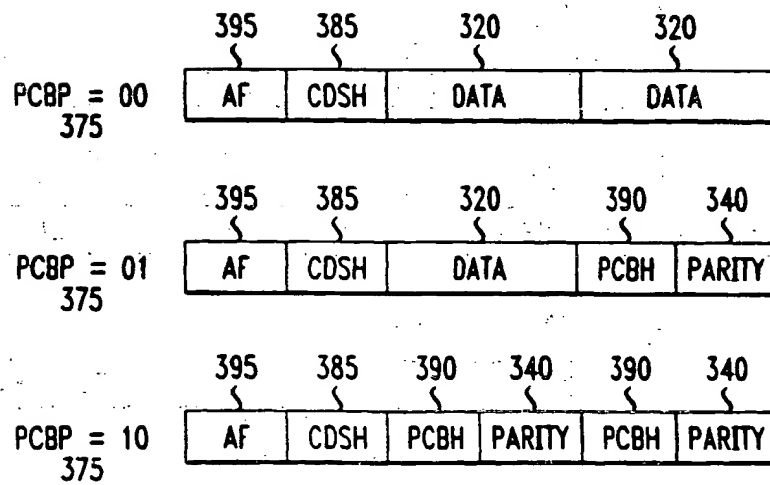 395 385 320 320
PCBP = 00 AF CDSH DATA DATA
375
395 385 320 390 340
PCBP = 01 AF CDSH DATA PCBH PARITY
375
395 385 390 340 390 340
PCBP = 10 AF CDSH PCBH PARITY PCBH PARITY
375